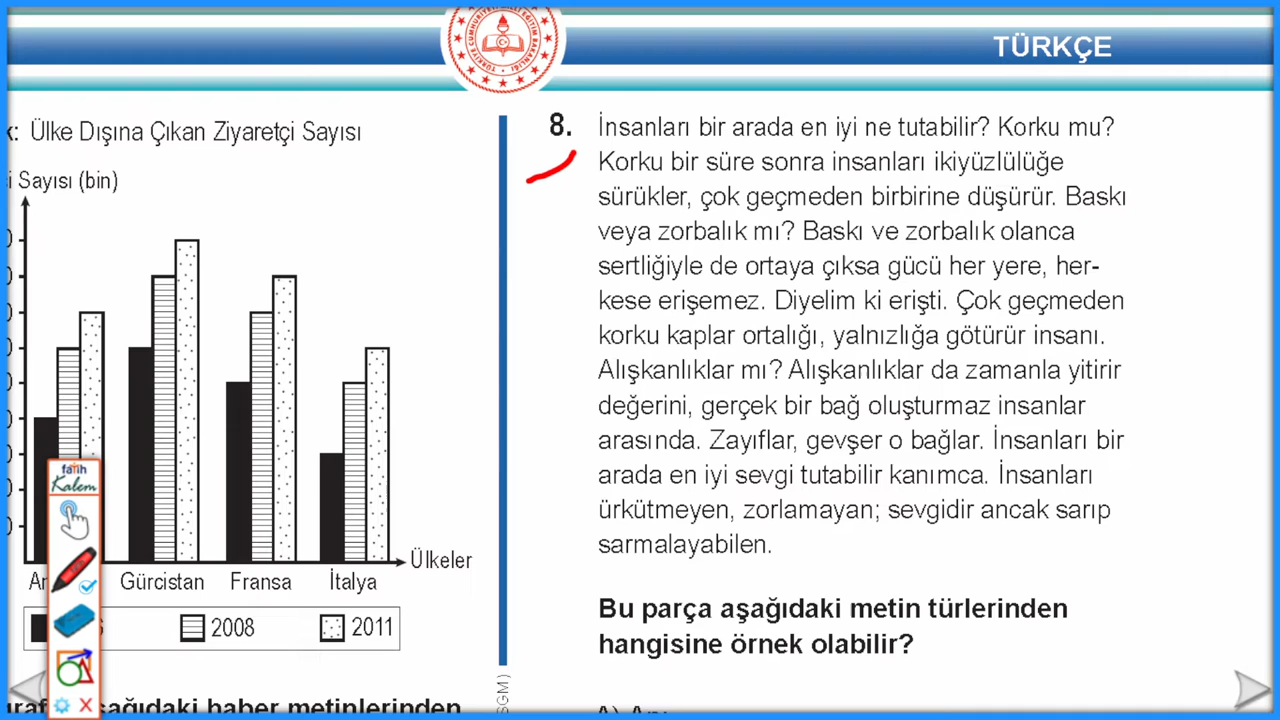 TÜRKÇE
Ülke Dışına Çıkan Ziyaretçi Sayısı
Sayısı (bin)
Ülkeler
Gürcistan
Fransa
İtalya
2008
2011
aşağıdaki haber metinlerinden
fatih
Kalem
8. İnsanları bir arada en iyi ne tutabilir? Korku mu?
Korku bir süre sonra insanları ikiyüzlülüğe
sürükler, çok geçmeden birbirine düşürür. Baskı
veya zorbalık mı? Baskı ve zorbalık olanca
sertliğiyle de ortaya çıksa gücü her yere, her-
kese erişemez. Diyelim ki erişti. Çok geçmeden
korku kaplar ortalığı, yalnızlığa götürür insanı.
Alışkanlıklar mı? Alışkanlıklar da zamanla yitirir
değerini, gerçek bir bağ oluşturmaz insanlar
arasında. Zayıflar, gevşer o bağlar. İnsanları bir
arada en iyi sevgi tutabilir kanımca. İnsanları
ürkütmeyen, zorlamayan; sevgidir ancak sarıp
sarmalayabilen.
Bu parça aşağıdaki metin türlerinden
hangisine örnek olabilir?
A) Anı